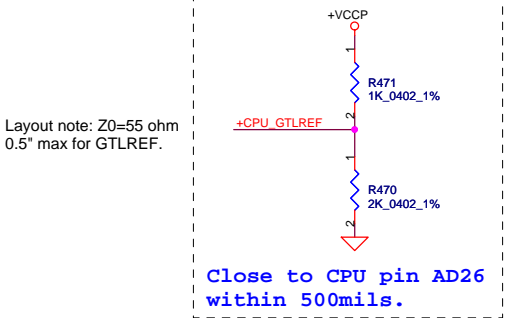 +VCCP
1
R471
1K_0402_1%
2
Layout note: Z0=55 ohm
0.5" max for GTLREF.
+CPU_GTLREF
1
R470
2K_0402_1%
2
Close to CPU pin AD26
within 500mils.